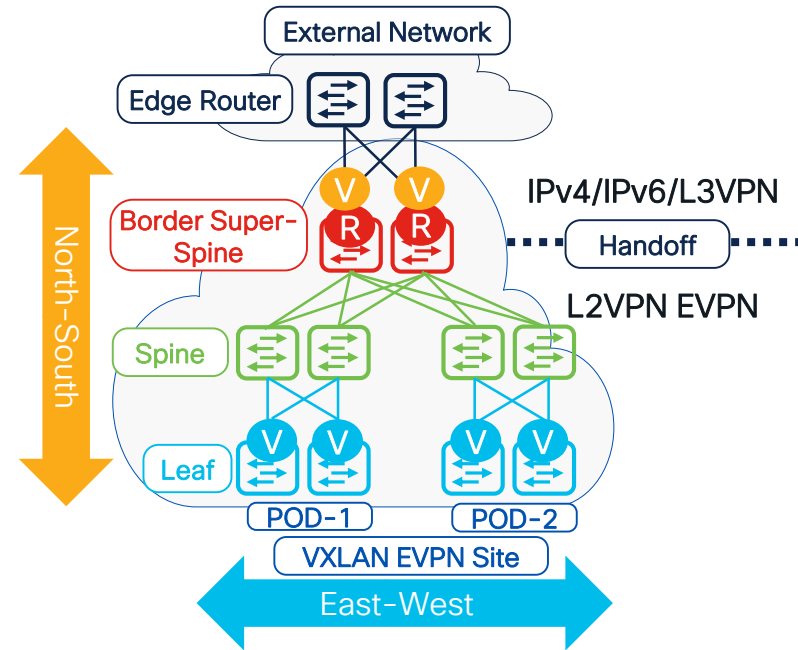 External Network
Edge Router
V V
IPv4/IPv6/L3VPN
Border Super-
Spine
R R
Handoff
North-South
L2VPN EVPN
Spine
Leaf
V V V V
POD-1
POD-2
VXLAN EVPN Site
East-West